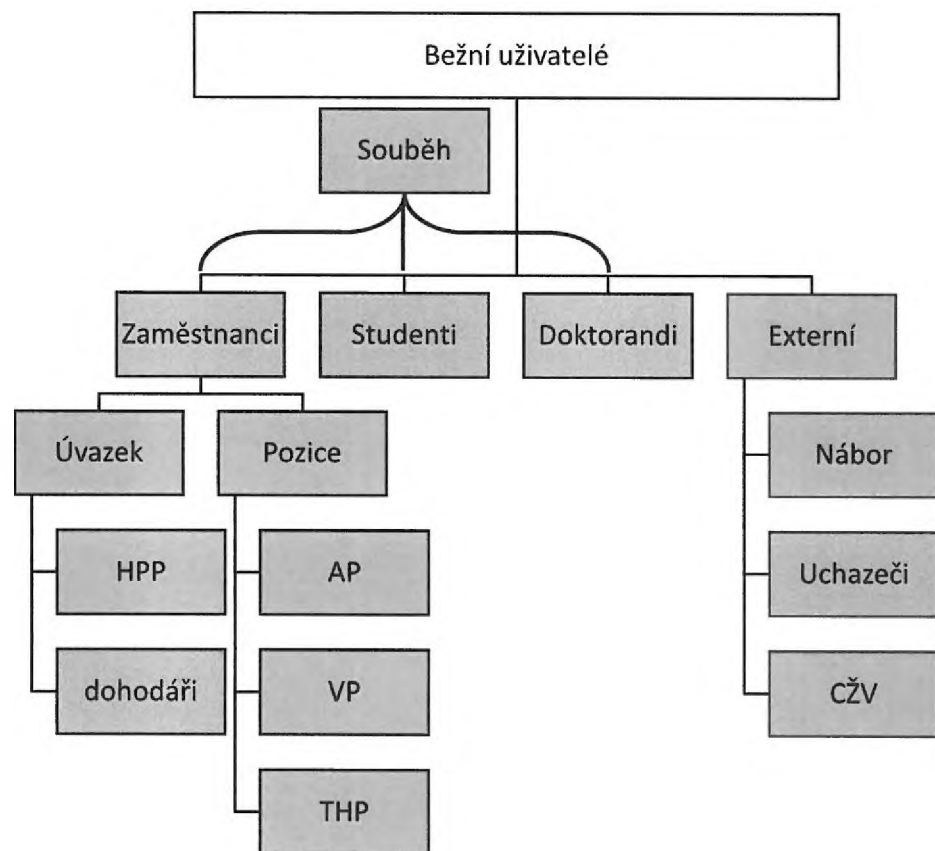 Bežní uživatelé
Souběh
Zaměstnanci
Studenti
Doktorandi
Externí
Úvazek
Pozice
Nábor
HPP
AP
Uchazeči
dohodáři
VP
CŽV
THP